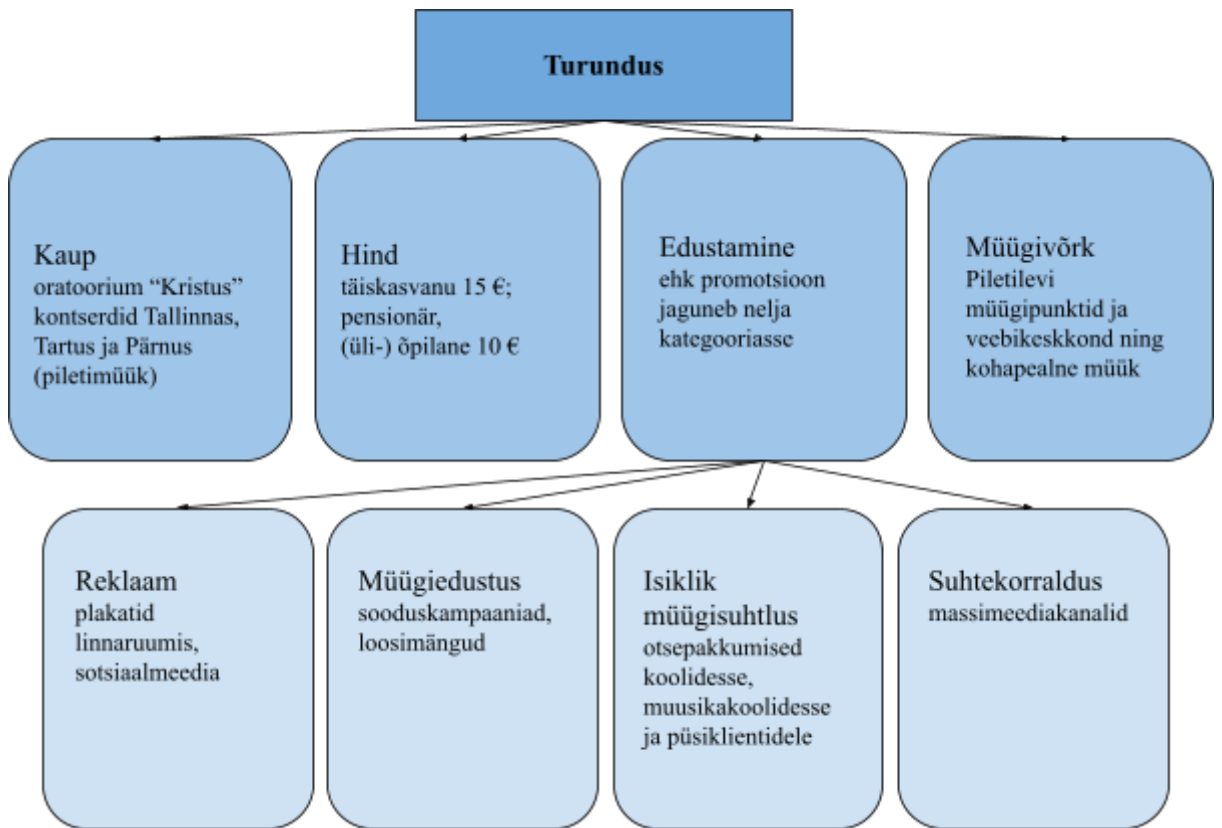 Turundus
Kaup
oratoorium “Kristus”
kontserdid Tallinnas,
Tartus ja Pärnus
(piletimüük)
Hind
täiskasvanu 15 €;
pensionär,
(üli-) õpilane 10 €
Edustamine
ehk promotsioon
jaguneb nelja
kategooriasse
Müügivõrk
Piletilevi
müügipunktid ja
veebikeskkond ning
kohapealne müük
Reklaam
plakatid
linnaruumis,
sotsiaalmeedia
Müügiedustus
sooduskampaaniad,
loosimängud
Isiklik
müügisuhtlus
otsepakkumised
koolidesse,
muusikakoolidesse
ja püsiklientidele
Suhtekorraldus
massimeediakanalid